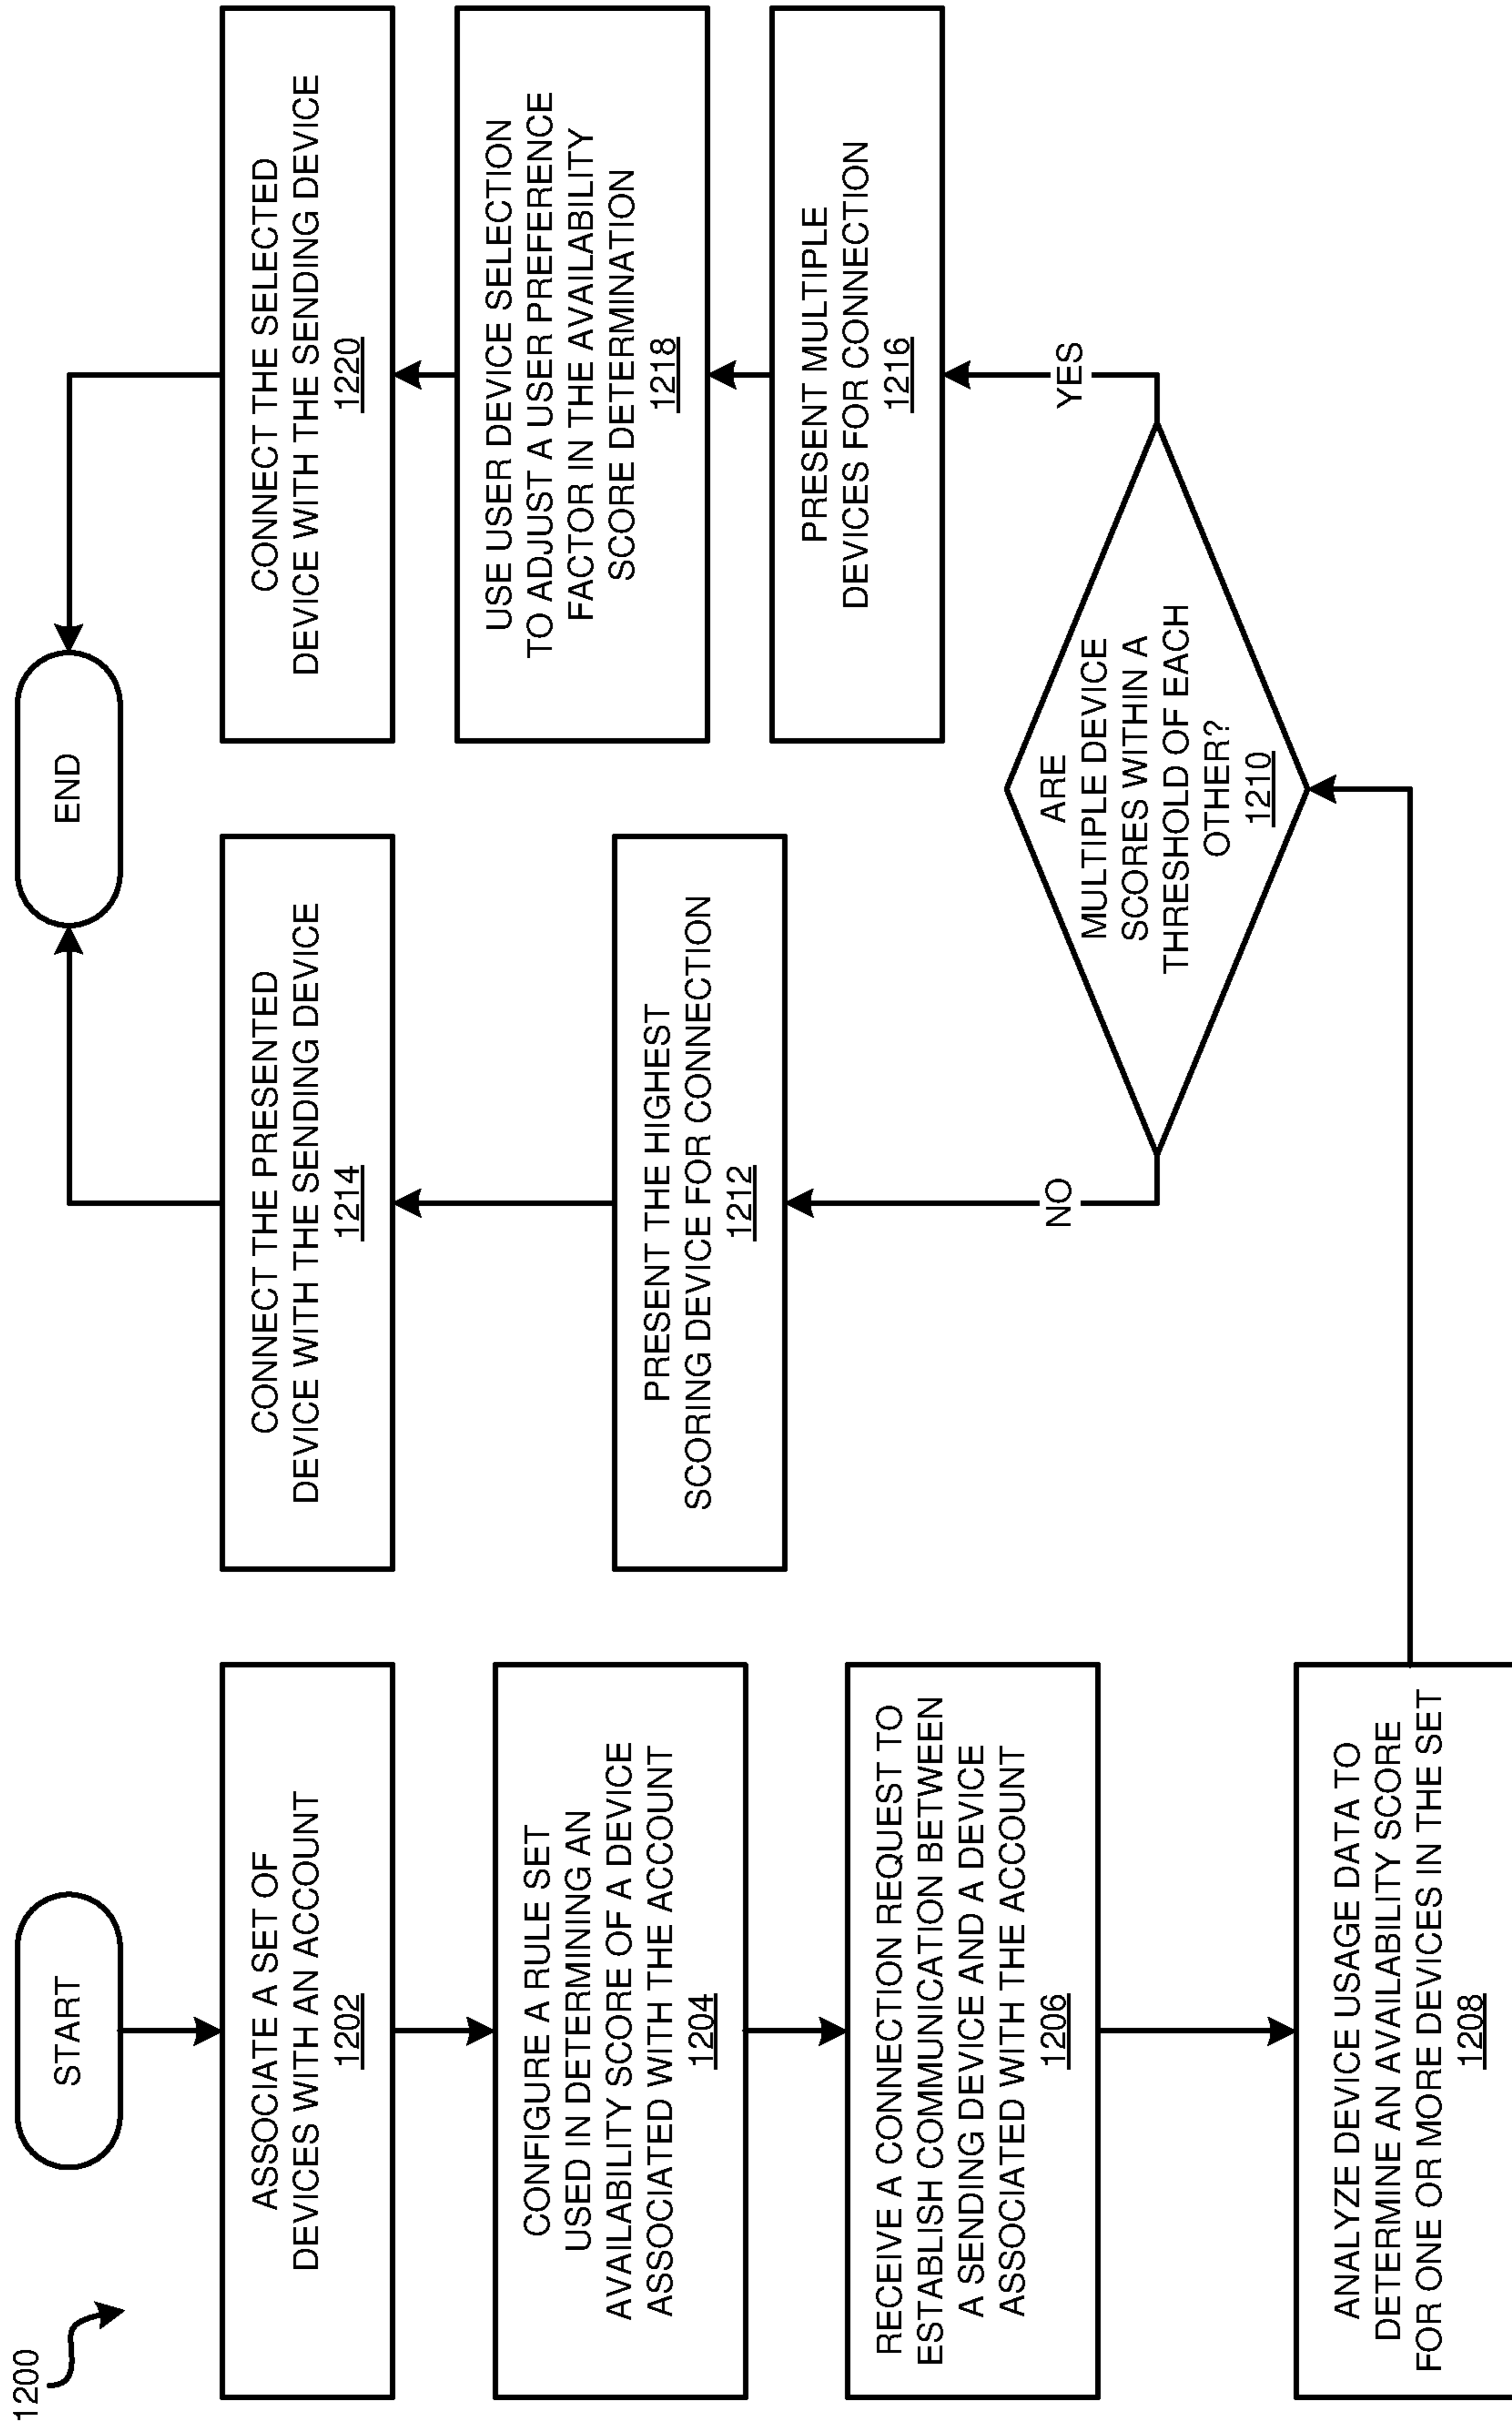 1200
START
ASSOCIATE A SET OF
DEVICES WITH AN ACCOUNT
1202
CONFIGURE A RULE SET
USED IN DETERMINING AN
AVAILABILITY SCORE OF A DEVICE
ASSOCIATED WITH THE ACCOUNT
1204
RECEIVE A CONNECTION REQUEST TO
ESTABLISH COMMUNICATION BETWEEN
A SENDING DEVICE AND A DEVICE
ASSOCIATED WITH THE ACCOUNT
1206
ANALYZE DEVICE USAGE DATA TO
DETERMINE AN AVAILABILITY SCORE
FOR ONE OR MORE DEVICES IN THE SET
1208
ARE
MULTIPLE DEVICE
SCORES WITHIN A
THRESHOLD OF EACH
OTHER?
1210
NO
PRESENT THE HIGHEST
SCORING DEVICE FOR CONNECTION
1212
CONNECT THE PRESENTED
DEVICE WITH THE SENDING DEVICE
1214
YES
PRESENT MULTIPLE
DEVICES FOR CONNECTION
1216
USE USER DEVICE SELECTION
TO ADJUST A USER PREFERENCE
FACTOR IN THE AVAILABILITY
SCORE DETERMINATION
1218
CONNECT THE SELECTED
DEVICE WITH THE SENDING DEVICE
1220
END